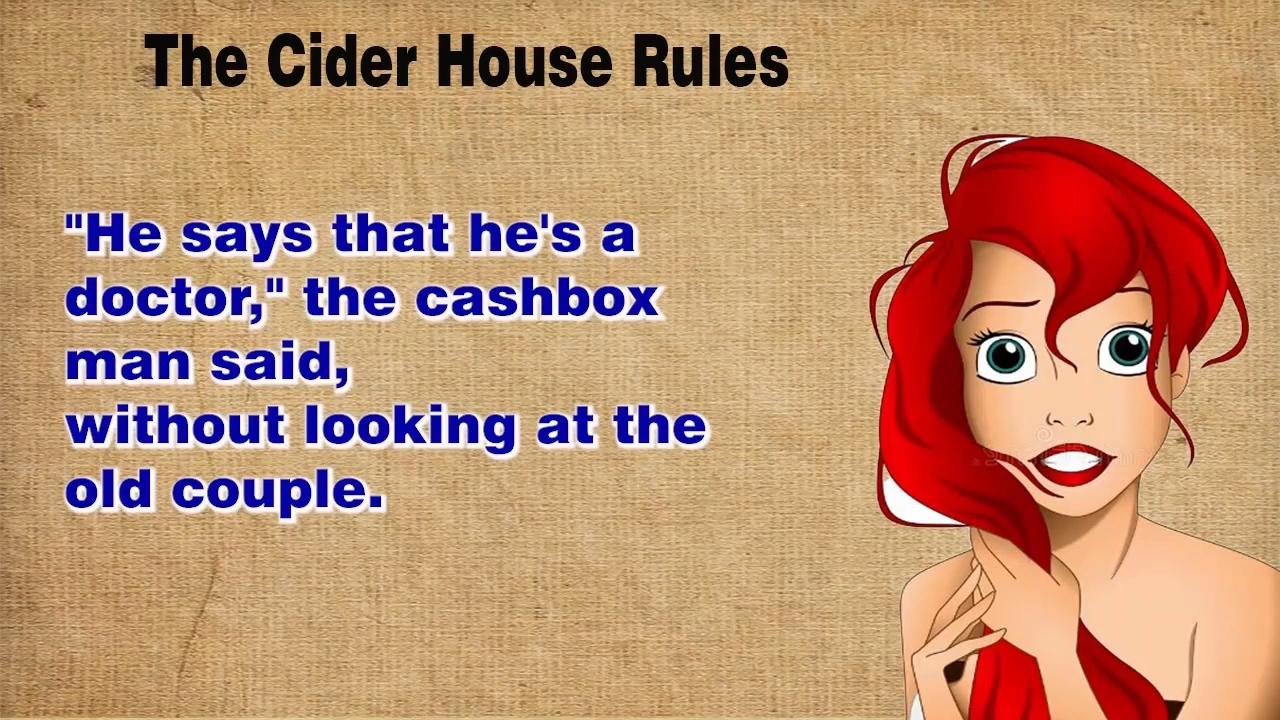 The Cider House Rules
"He says that he's a
doctor," the cashbox
man said,
without looking at the
old couple.